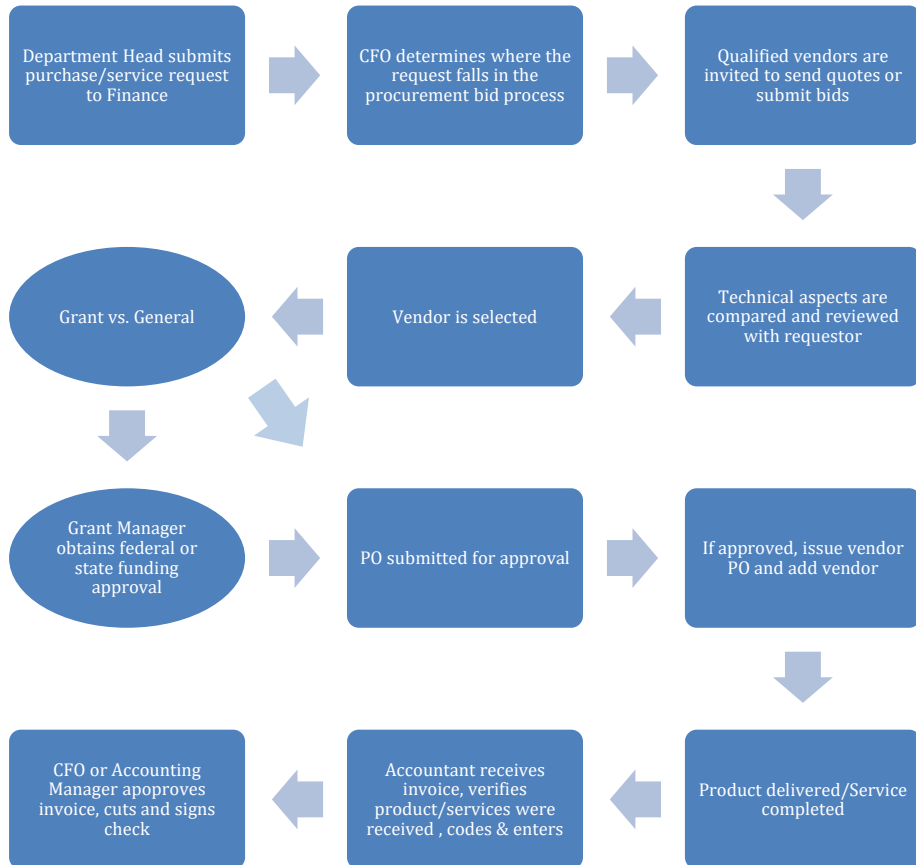 Department Head submits
purchase/service request
to Finance
CFO determines where the
request falls in the
procurement bid process
Qualified vendors are
invited to send quotes or
submit bids
Technical aspects are
compared and reviewed
with requestor
Vendor is selected
Grant vs. General
Grant Manager
obtains federal or
state funding
approval
PO submitted for approval
If approved, issue vendor
PO and add vendor
Product delivered/Service
completed
Accountant receives
invoice, verifies
product/services were
received , codes & enters
CFO or Accounting
Manager apoproves
invoice, cuts and signs
check